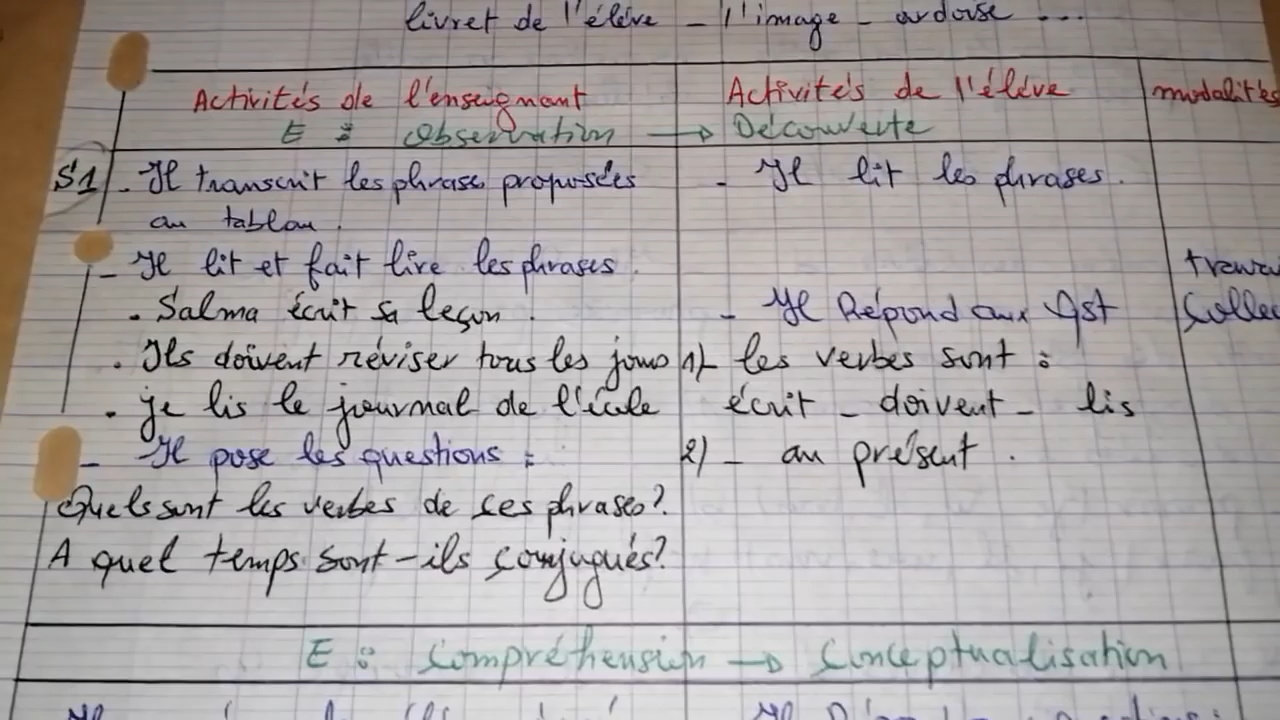 livret de l'élève - l'image - ardoise ...
Activités de l'enseignant
Activités de l'élève
modalités
E : Observation → Découverte
S1
- Il transcrit les phrases proposées
au tableau.
- Il lit et fait lire les phrases.
. Salma écrit sa leçon.
. Ils doivent réviser tous les jours
. je lis le journal de l'école
- Il pose les questions :
Quels sont les verbes de ces phrases?
A quel temps sont-ils conjugués?
- Il lit les phrases.
- Il Répond aux Qst
1) - les verbes sont :
écrit - doivent - lis
2) - au présent.
E : Compréhension → Conceptualisation